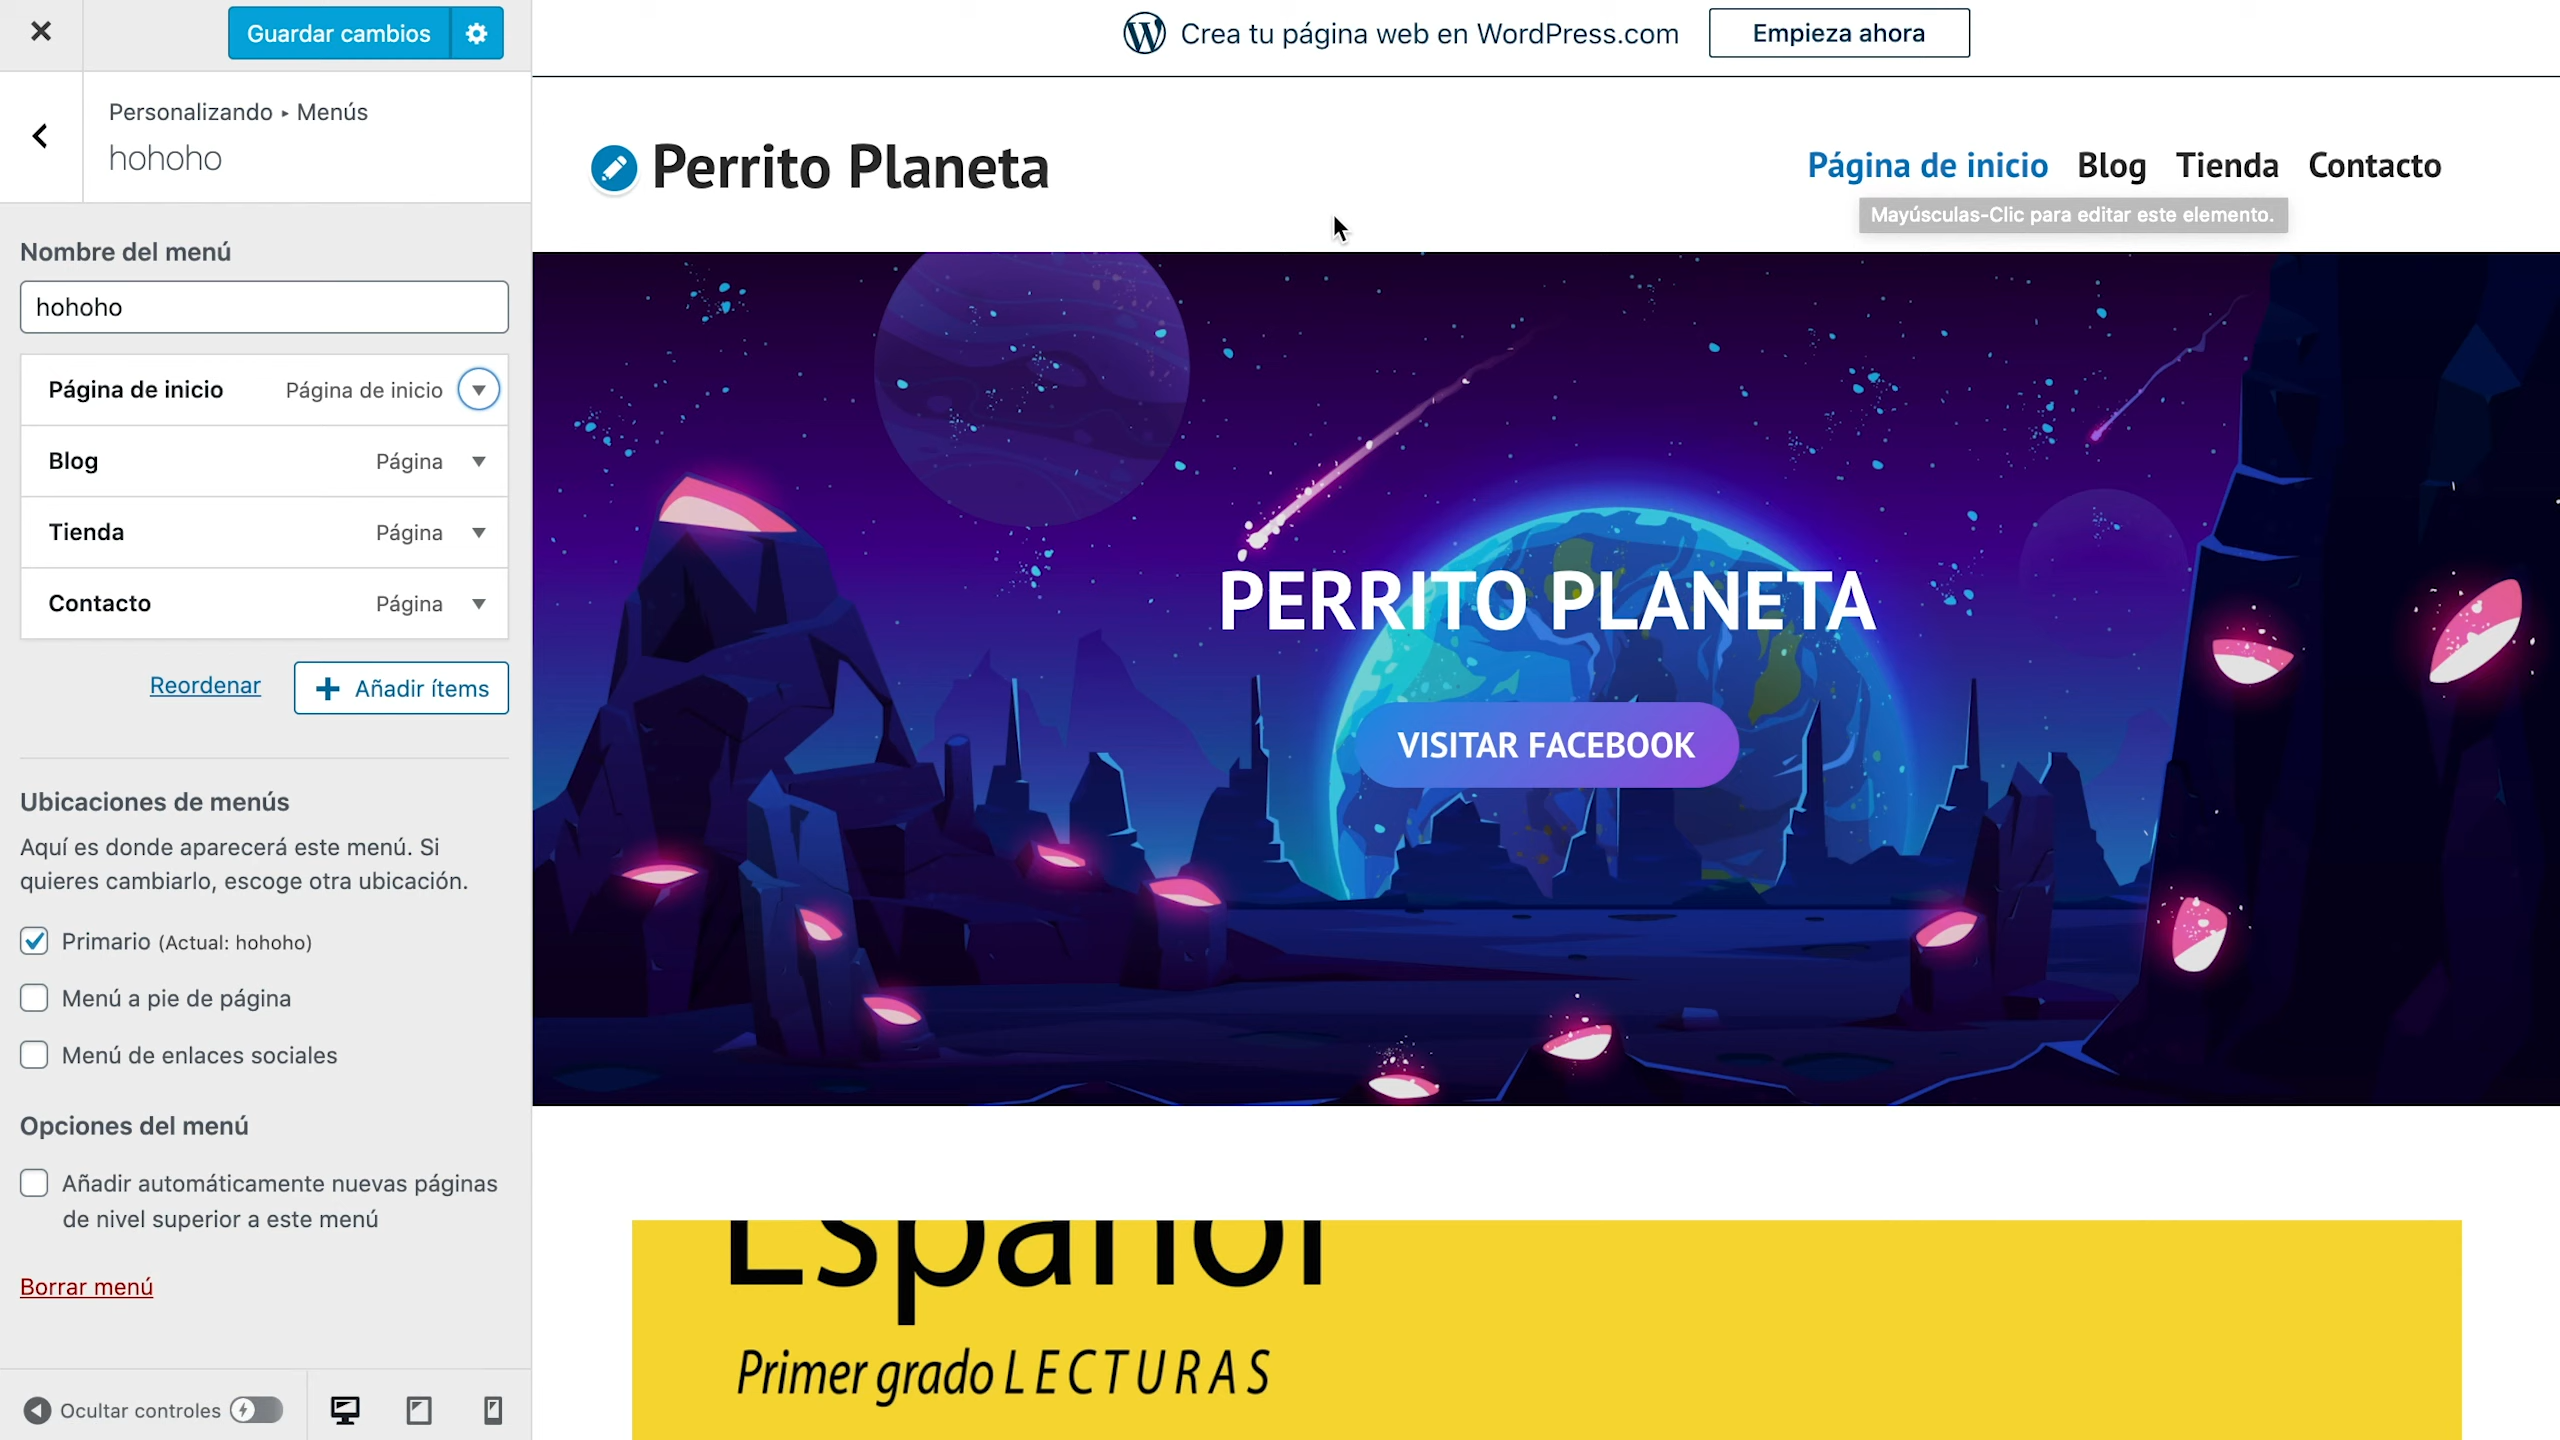 Guardar cambios
Personalizando ▸ Menús
hohoho
Nombre del menú
hohoho
Página de inicio Página de inicio
Blog Página
Tienda Página
Contacto Página
Reordenar
Añadir ítems
Ubicaciones de menús
Aquí es donde aparecerá este menú. Si
quieres cambiarlo, escoge otra ubicación.
Primario (Actual: hohoho)
Menú a pie de página
Menú de enlaces sociales
Opciones del menú
Añadir automáticamente nuevas páginas
de nivel superior a este menú
Borrar menú
Ocultar controles
Crea tu página web en WordPress.com Empieza ahora
Perrito Planeta
Página de inicio Blog Tienda Contacto
Mayúsculas-Clic para editar este elemento.
PERRITO PLANETA
VISITAR FACEBOOK
Español
Primer grado LECTURAS